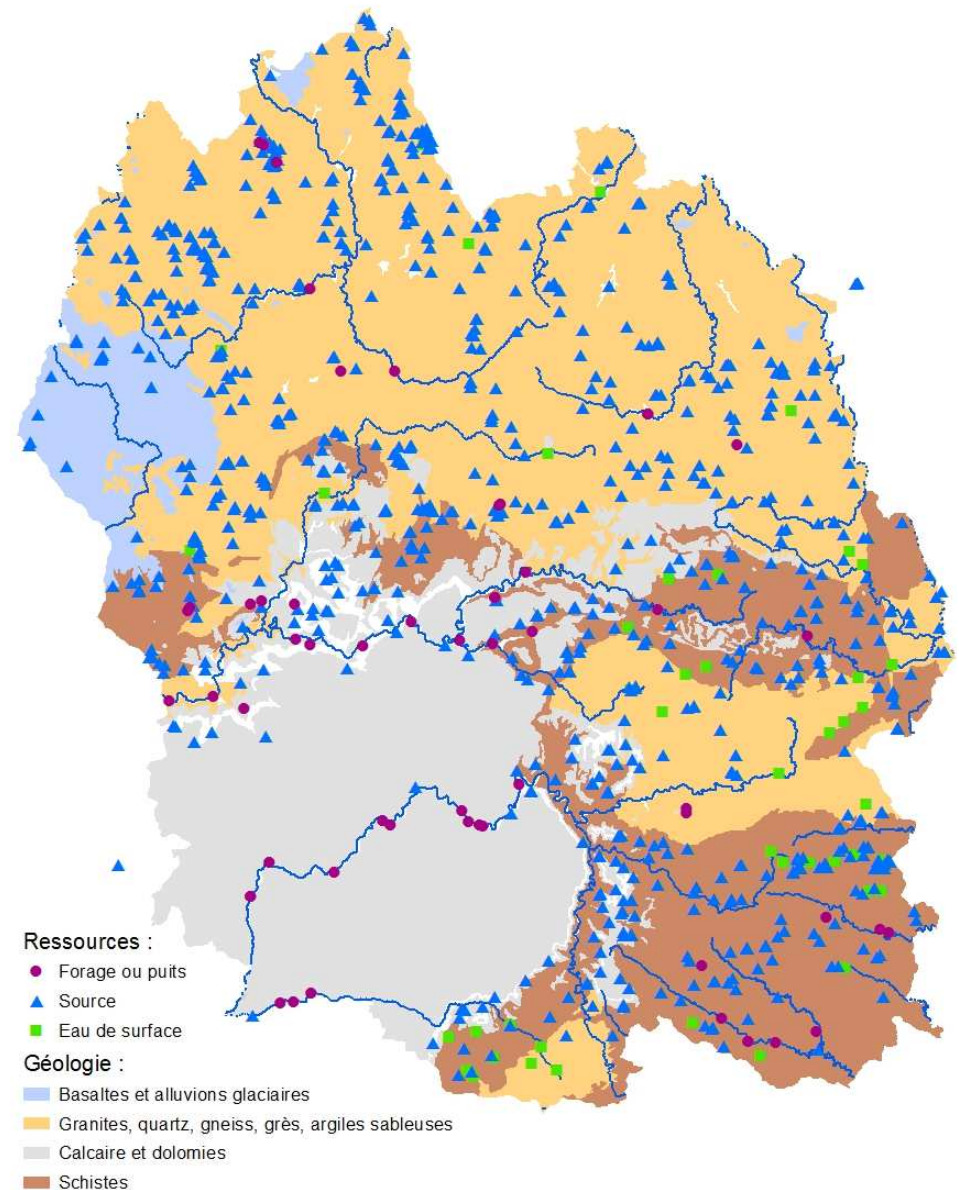 Ressources :
Forage ou puits
Source
Eau de surface
Géologie :
Basaltes et alluvions glaciaires
Granites, quartz, gneiss, grès, argiles sableuses
Calcaire et dolomies
Schistes